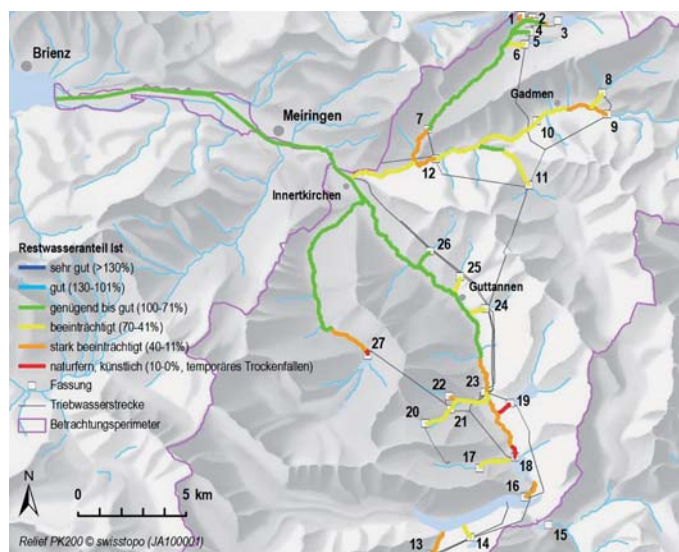 1
2
3
4
5
6
Brienz
Gadmen
8
7
9
Meiringen
10
12
11
Innertkirchen
26
Restwasseranteil Ist
25
sehr gut (>130%)
Guttannen
gut (130-101%)
24
genügend bis gut (100-71%)
beeinträchtigt (70-41%)
stark beeinträchtigt (40-11%)
27
naturfern, künstlich (10-0%, temporäres Trockenfallen)
23
Fassung
22
19
Triebwasserstrecke
20
21
Betrachtungsperimeter
17
18
N
16
0 5 km
15
Relief PK200 © swisstopo (JA100001)
13
14